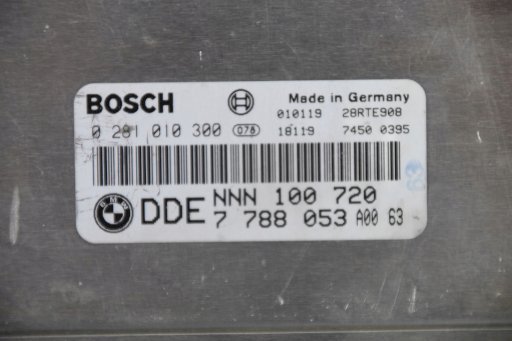 BOSCH Made in Germany
010119 28RTE908
0 281 010 300 078 18119 7450 0395
BMW DDE NNN 100 720
7 788 053 A00 63